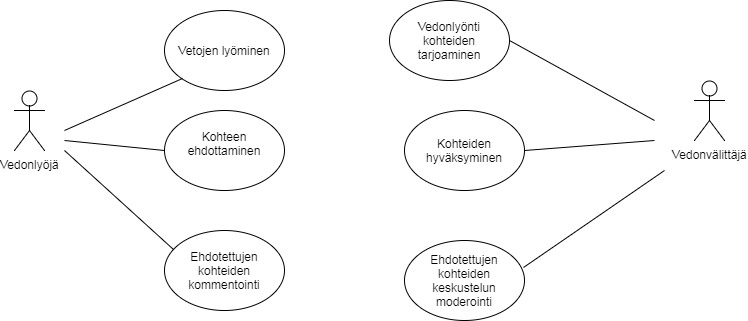 Vedonlyöjä
Vetojen lyöminen
Kohteen
ehdottaminen
Ehdotettujen
kohteiden
kommentointi
Vedonlyönti
kohteiden
tarjoaminen
Kohteiden
hyväksyminen
Ehdotettujen
kohteiden
keskustelun
moderointi
Vedonvälittäjä